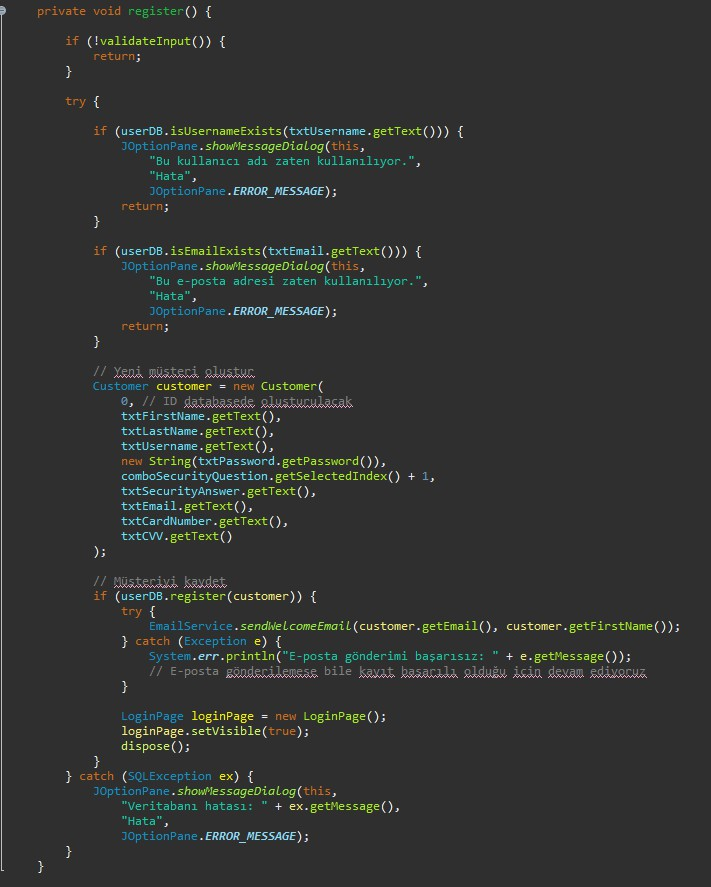 private void register() {
if (!validateInput()) {
return;
}
try {
if (userDB.isUsernameExists(txtUsername.getText())) {
JOptionPane.showMessageDialog(this,
"Bu kullanıcı adı zaten kullanılıyor.",
"Hata",
JOptionPane.ERROR_MESSAGE);
return;
}
if (userDB.isEmailExists(txtEmail.getText())) {
JOptionPane.showMessageDialog(this,
"Bu e-posta adresi zaten kullanılıyor.",
"Hata",
JOptionPane.ERROR_MESSAGE);
return;
}
// Yeni müşteri oluştur
Customer customer = new Customer(
0, // ID databasede oluşturulacak
txtFirstName.getText(),
txtLastName.getText(),
txtUsername.getText(),
new String(txtPassword.getPassword()),
comboSecurityQuestion.getSelectedIndex() + 1,
txtSecurityAnswer.getText(),
txtEmail.getText(),
txtCardNumber.getText(),
txtCVV.getText()
);
// Müşteriyi kaydet
if (userDB.register(customer)) {
try {
EmailService.sendWelcomeEmail(customer.getEmail(), customer.getFirstName());
} catch (Exception e) {
System.err.println("E-posta gönderimi başarısız: " + e.getMessage());
// E-posta gönderilemese bile kayıt başarılı olduğu için devam ediyoruz
}
LoginPage loginPage = new LoginPage();
loginPage.setVisible(true);
dispose();
}
} catch (SQLException ex) {
JOptionPane.showMessageDialog(this,
"Veritabanı hatası: " + ex.getMessage(),
"Hata",
JOptionPane.ERROR_MESSAGE);
}
}